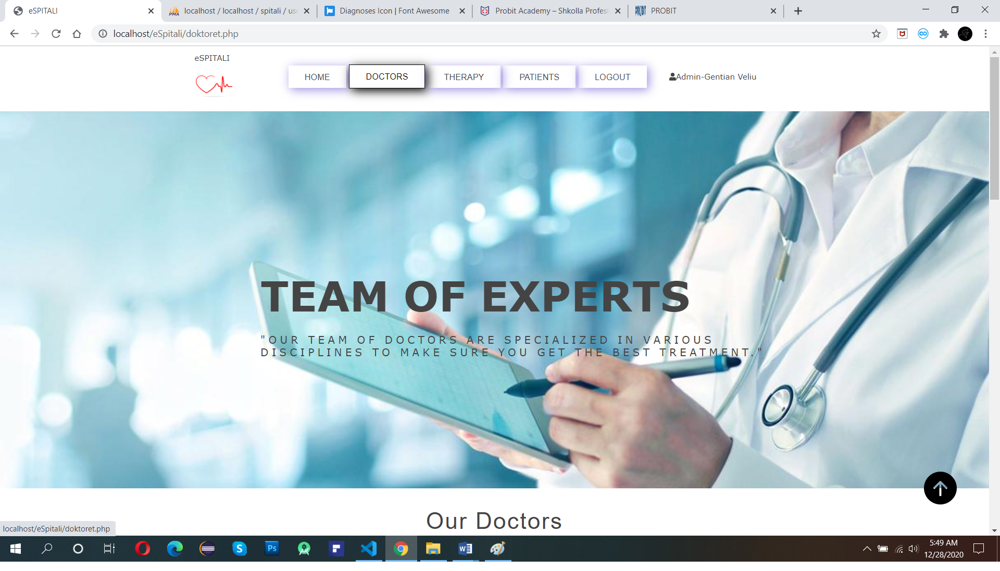 eSPITALI
localhost / localhost / spitali / us
Diagnoses Icon | Font Awesome
Probit Academy – Shkolla Profesi
PROBIT
localhost/eSpitali/doktoret.php
eSPITALI
HOME
DOCTORS
THERAPY
PATIENTS
LOGOUT
Admin-Gentian Veliu
TEAM OF EXPERTS
"OUR TEAM OF DOCTORS ARE SPECIALIZED IN VARIOUS
DISCIPLINES TO MAKE SURE YOU GET THE BEST TREATMENT."
Our Doctors
localhost/eSpitali/doktoret.php
5:49 AM
12/28/2020